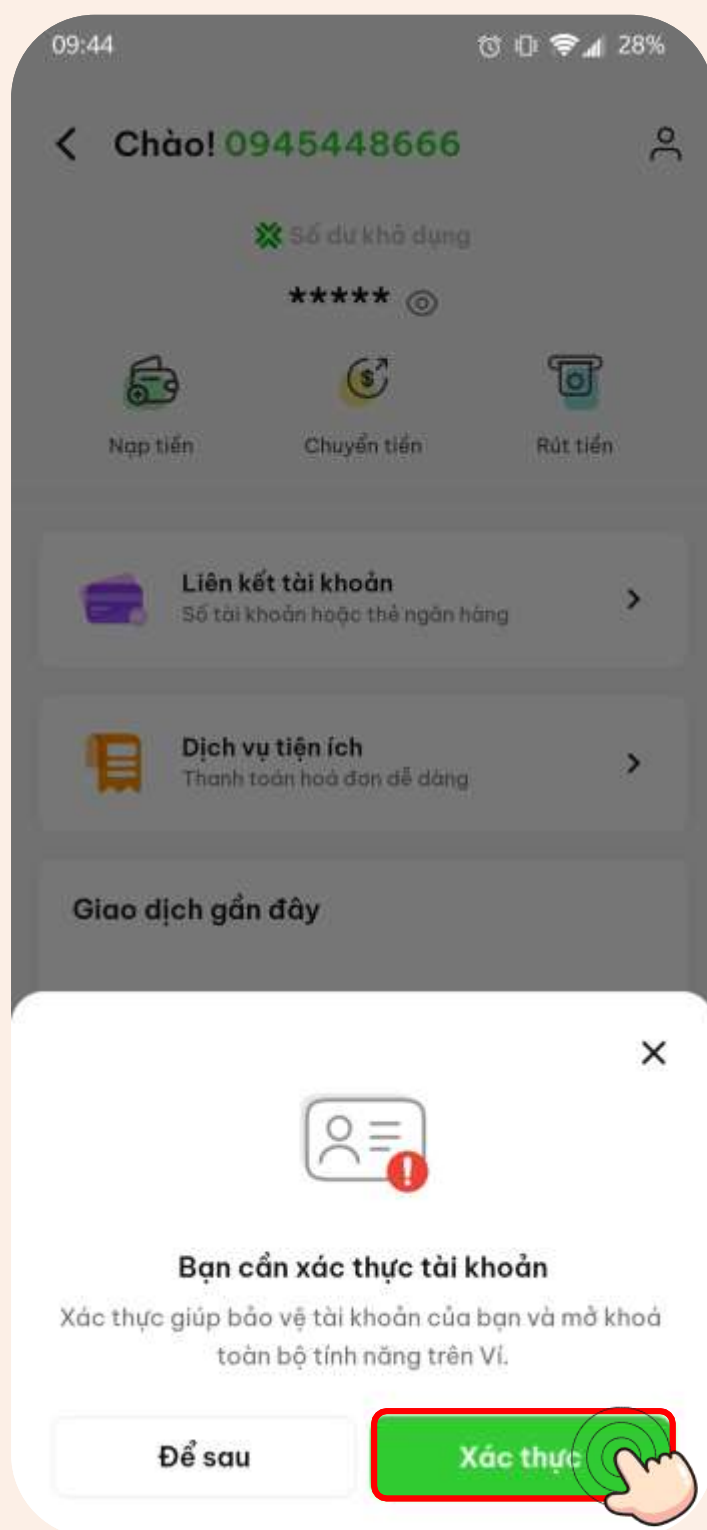 09:44 28%
Chào! 0945448666
Số dư khả dụng
*****
Nạp tiền Chuyển tiền Rút tiền
Liên kết tài khoản
Số tài khoản hoặc thẻ ngân hàng
Dịch vụ tiện ích
Thanh toán hoá đơn dễ dàng
Giao dịch gần đây
Bạn cần xác thực tài khoản
Xác thực giúp bảo vệ tài khoản của bạn và mở khoá
toàn bộ tính năng trên Ví.
Để sau Xác thực